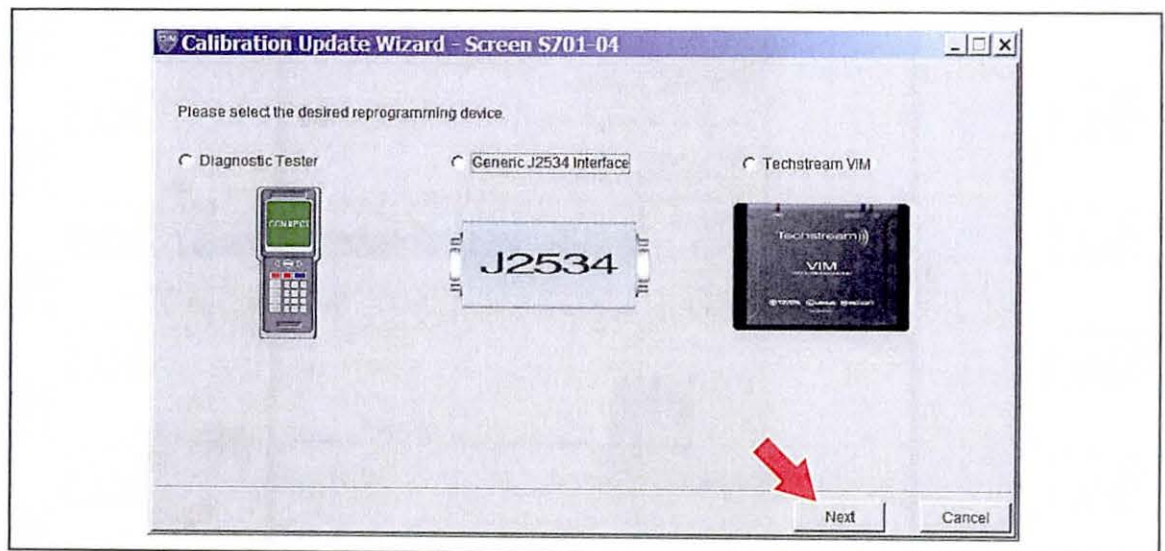 Calibration Update Wizard - Screen S701-04
Please select the desired reprogramming device.
Diagnostic Tester
Generic J2534 Interface
Techstream VIM
J2534
Techstream
VIM
Next
Cancel